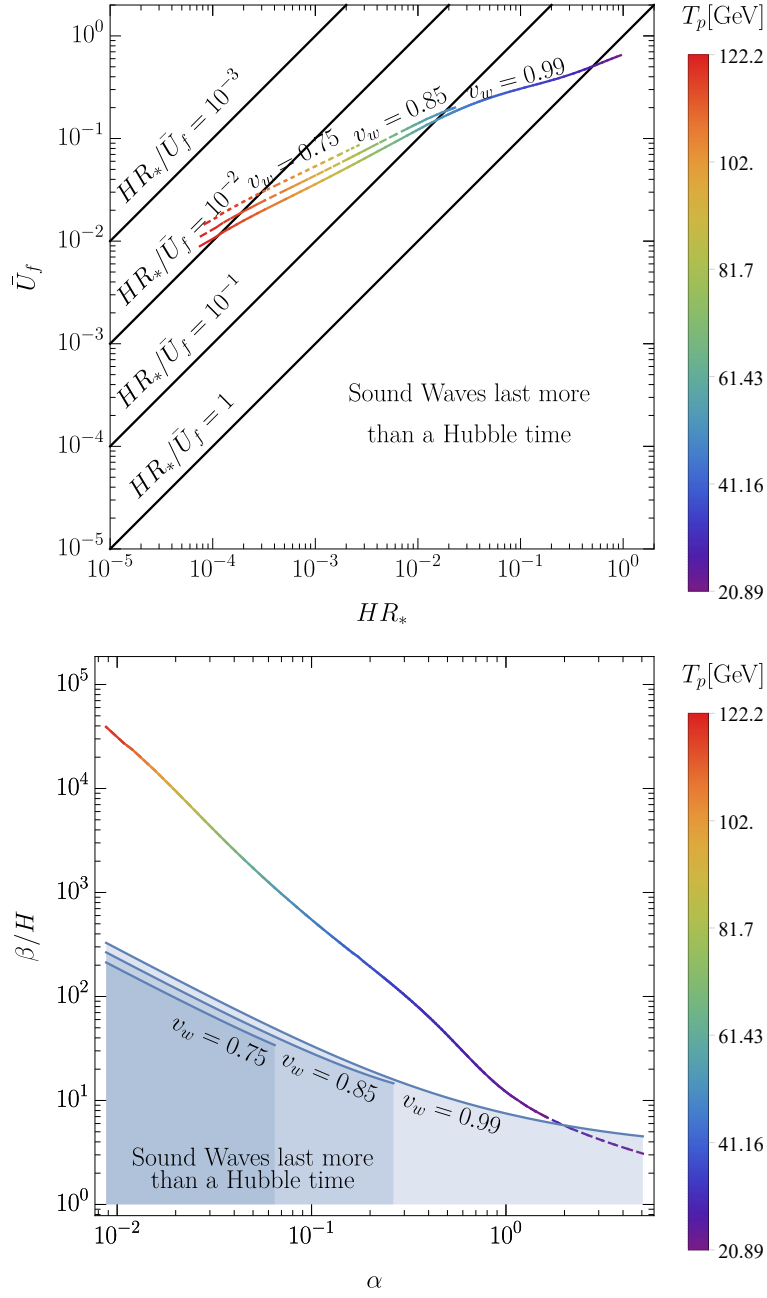 T_p[GeV]
10^0
10^{-1}
10^{-2}
10^{-3}
10^{-4}
10^{-5}
Ū_f
HR_*/Ū_f = 10^{-3}
HR_*/Ū_f = 10^{-2}
HR_*/Ū_f = 10^{-1}
HR_*/Ū_f = 1
v_w = 0.75
v_w = 0.85
v_w = 0.99
Sound Waves last more
than a Hubble time
10^{-5} 10^{-4} 10^{-3} 10^{-2} 10^{-1} 10^0
HR_*
122.2
102.
81.7
61.43
41.16
20.89
T_p[GeV]
10^5
10^4
10^3
10^2
10^1
10^0
β/H
v_w = 0.75
v_w = 0.85
v_w = 0.99
Sound Waves last more
than a Hubble time
10^{-2} 10^{-1} 10^0
α
122.2
102.
81.7
61.43
41.16
20.89